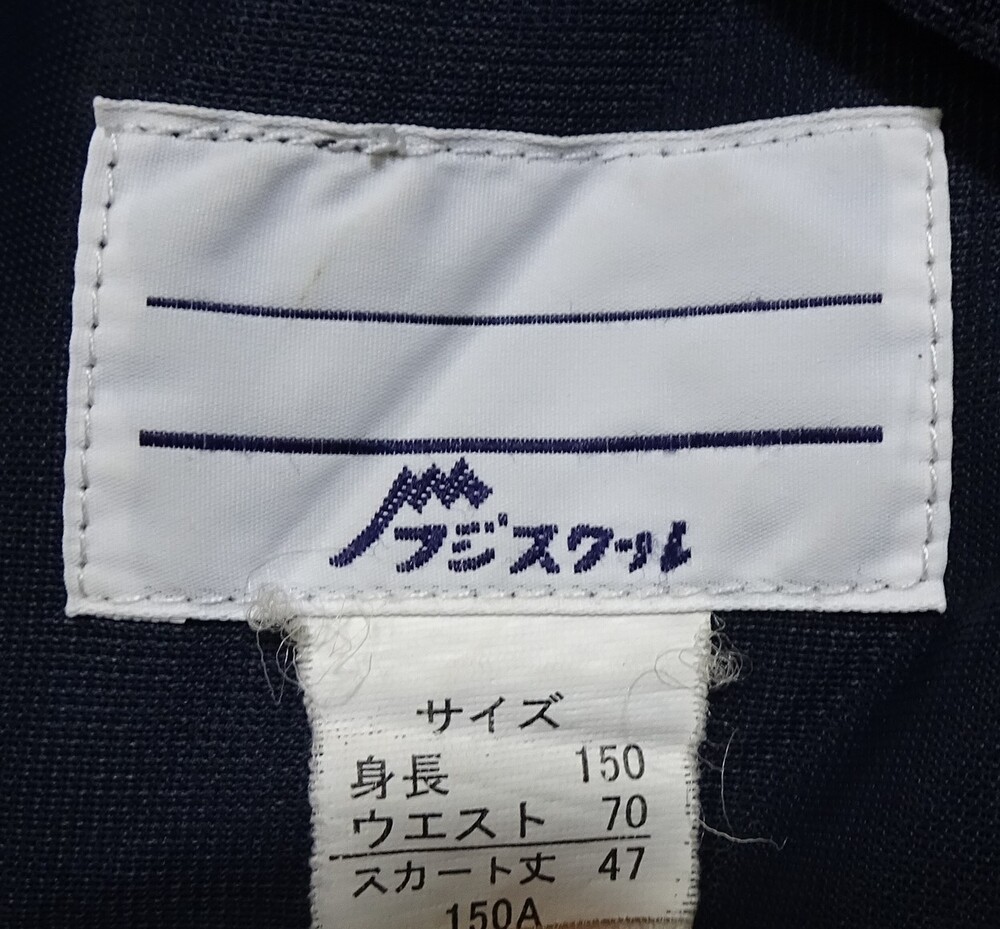 フジスクール
サイズ
身長 150
ウエスト 70
スカート丈 47
150A